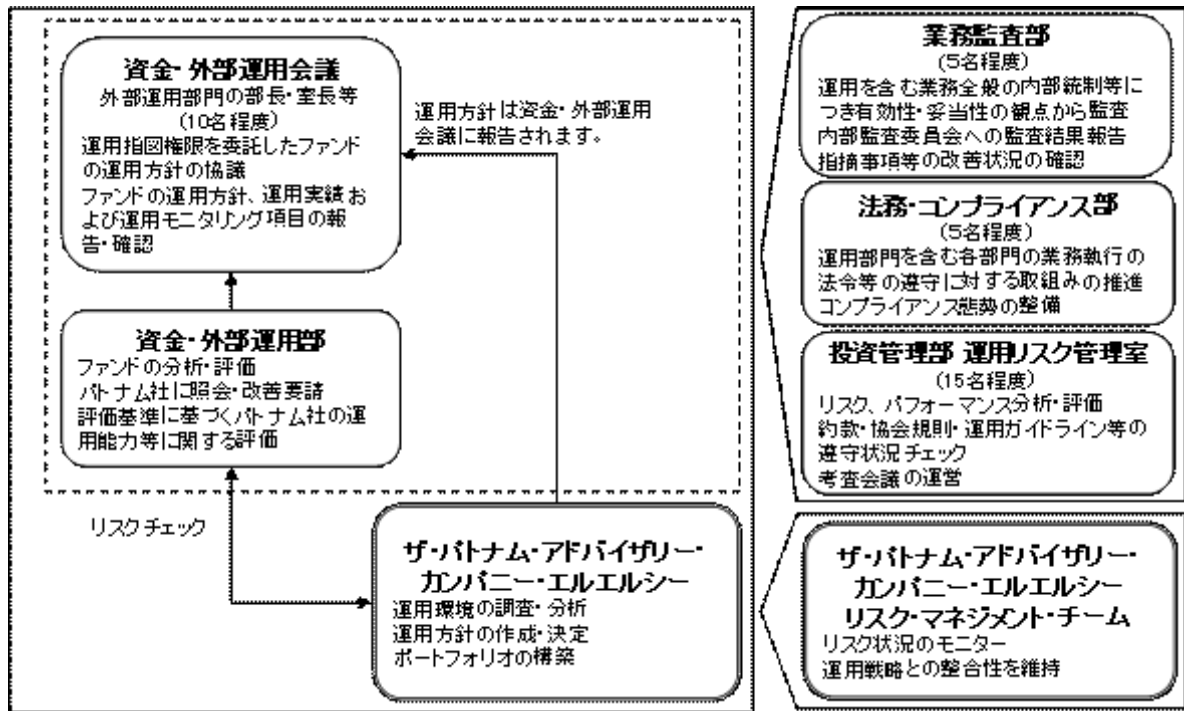 資金・外部運用会議
外部運用部門の部長・室長等
(10名程度)
運用指図権限を委託したファンド
の運用方針の協議
ファンドの運用方針、運用実績お
よび運用モニタリング項目の報
告・確認
運用方針は資金・外部運用
会議に報告されます。
資金・外部運用部
ファンドの分析・評価
パトナム社に照会・改善要請
評価基準に基づくパトナム社の運
用能力等に関する評価
リスクチェック
ザ・パトナム・アドバイザリー・
カンパニー・エルエルシー
運用環境の調査・分析
運用方針の作成・決定
ポートフォリオの構築
業務監査部
(5名程度)
運用を含む業務全般の内部統制等に
つき有効性・妥当性の観点から監査
内部監査委員会への監査結果報告
指摘事項等の改善状況の確認
法務・コンプライアンス部
(5名程度)
運用部門を含む各部門の業務執行の
法令等の遵守に対する取組みの推進
コンプライアンス態勢の整備
投資管理部 運用リスク管理室
(15名程度)
リスク、パフォーマンス分析・評価
約款・協会規則・運用ガイドライン等の
遵守状況チェック
考査会議の運営
ザ・パトナム・アドバイザリー・
カンパニー・エルエルシー
リスク・マネジメント・チーム
リスク状況のモニター
運用戦略との整合性を維持